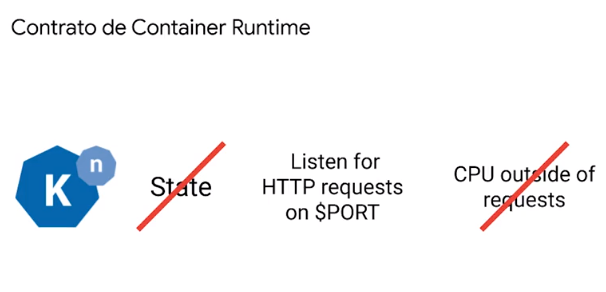 Contrato de Container Runtime
K
n
State
Listen for
HTTP requests
on $PORT
CPU outside of
requests